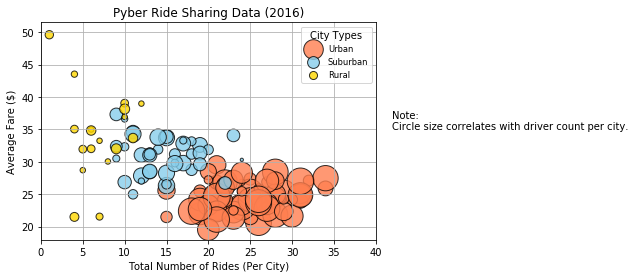 Pyber Ride Sharing Data (2016)
Average Fare ($)
50
45
40
35
30
25
20
0
5
10
15
20
25
30
35
40
Total Number of Rides (Per City)
City Types
Urban
Suburban
Rural
Note:
Circle size correlates with driver count per city.